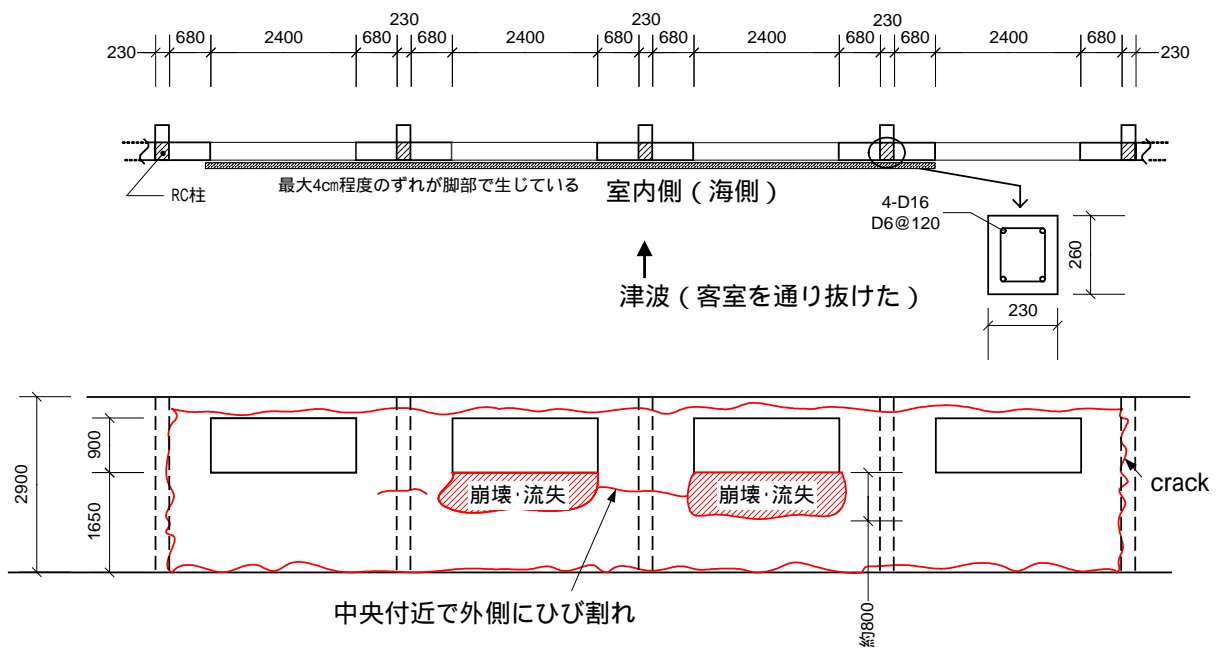 230
230
230
230 680 2400 680 680 2400 680 680 2400 680 680 2400 680 230
RC柱
最大4cm程度のずれが脚部で生じている
室内側（海側）
4-D16
D6@120
津波（客室を通り抜けた）
260
230
2900
900
1650
崩壊･流失
崩壊･流失
crack
中央付近で外側にひび割れ
約800